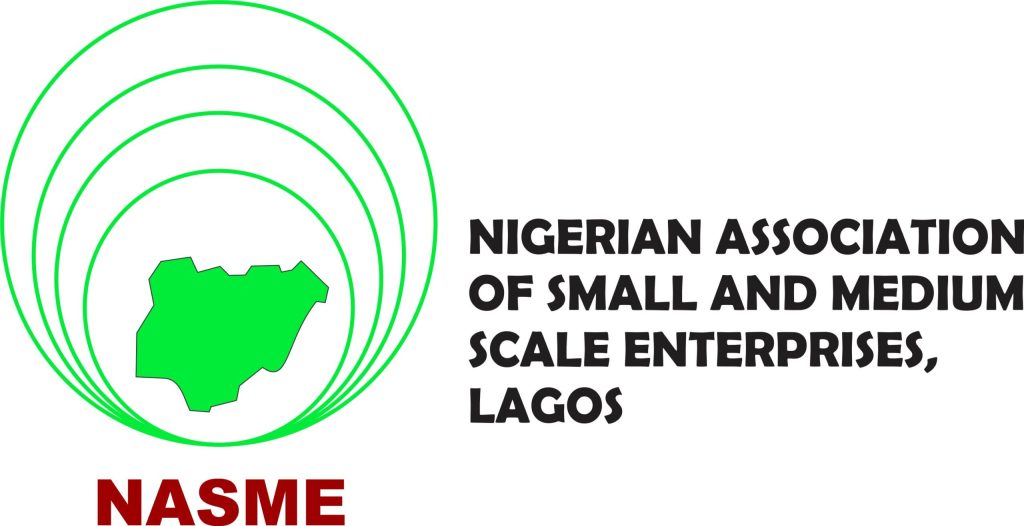 NIGERIAN ASSOCIATION
OF SMALL AND MEDIUM
SCALE ENTERPRISES,
LAGOS
NASME